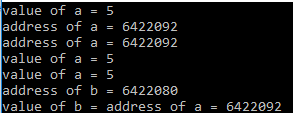 value of a = 5
address of a = 6422092
address of a = 6422092
value of a = 5
value of a = 5
address of b = 6422080
value of b = address of a = 6422092